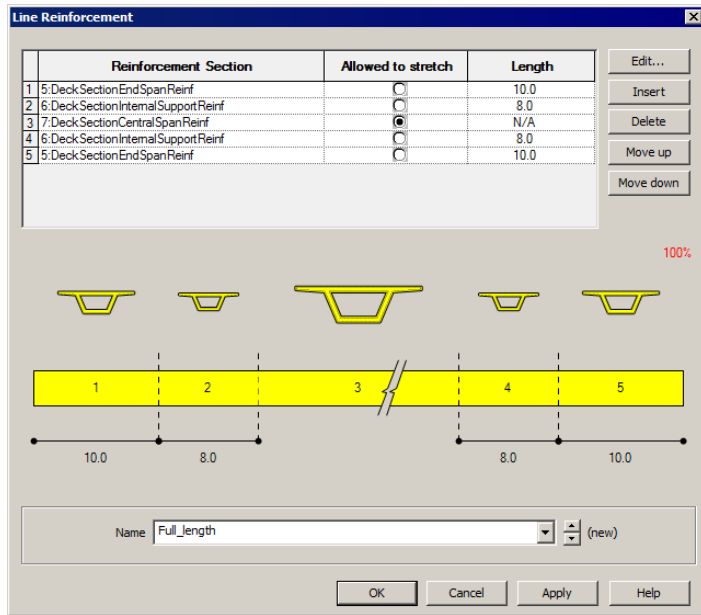 Line Reinforcement
Reinforcement Section Allowed to stretch Length
1 5:DeckSectionEndSpanReinf 10.0
2 6:DeckSectionInternalSupportReinf 8.0
3 7:DeckSectionCentralSpanReinf N/A
4 6:DeckSectionInternalSupportReinf 8.0
5 5:DeckSectionEndSpanReinf 10.0
Edit...
Insert
Delete
Move up
Move down
100%
1 2 3 4 5
10.0 8.0 8.0 10.0
Name Full_length (new)
OK Cancel Apply Help